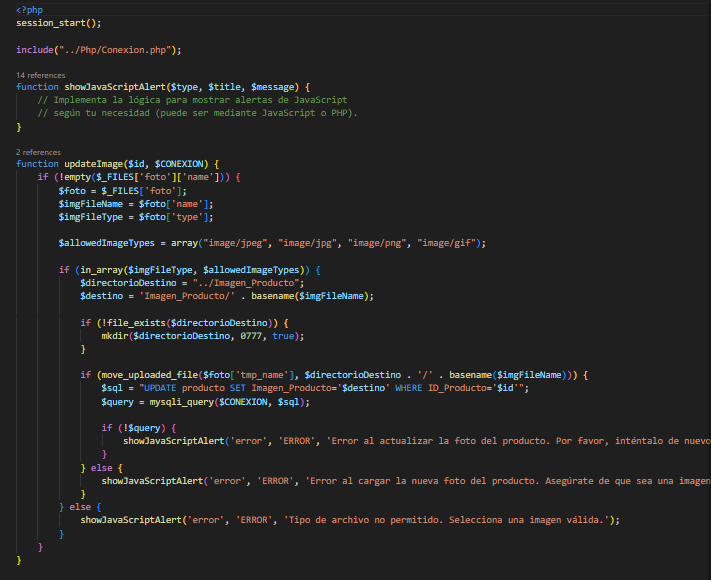 <?php
session_start();
include("../Php/Conexion.php");
14 references
function showJavaScriptAlert($type, $title, $message) {
// Implementa la lógica para mostrar alertas de JavaScript
// según tu necesidad (puede ser mediante JavaScript o PHP).
}
2 references
function updateImage($id, $CONEXION) {
if (!empty($_FILES['foto']['name'])) {
$foto = $_FILES['foto'];
$imgFileName = $foto['name'];
$imgFileType = $foto['type'];
$allowedImageTypes = array("image/jpeg", "image/jpg", "image/png", "image/gif");
if (in_array($imgFileType, $allowedImageTypes)) {
$directorioDestino = "../Imagen_Producto";
$destino = 'Imagen_Producto/' . basename($imgFileName);
if (!file_exists($directorioDestino)) {
mkdir($directorioDestino, 0777, true);
}
if (move_uploaded_file($foto['tmp_name'], $directorioDestino . '/' . basename($imgFileName))) {
$sql = "UPDATE producto SET Imagen_Producto='$destino' WHERE ID_Producto='$id'";
$query = mysqli_query($CONEXION, $sql);
if (!$query) {
showJavaScriptAlert('error', 'ERROR', 'Error al actualizar la foto del producto. Por favor, inténtalo de nuevo
}
} else {
showJavaScriptAlert('error', 'ERROR', 'Error al cargar la nueva foto del producto. Asegúrate de que sea una imagen
}
} else {
showJavaScriptAlert('error', 'ERROR', 'Tipo de archivo no permitido. Selecciona una imagen válida.');
}
}
}